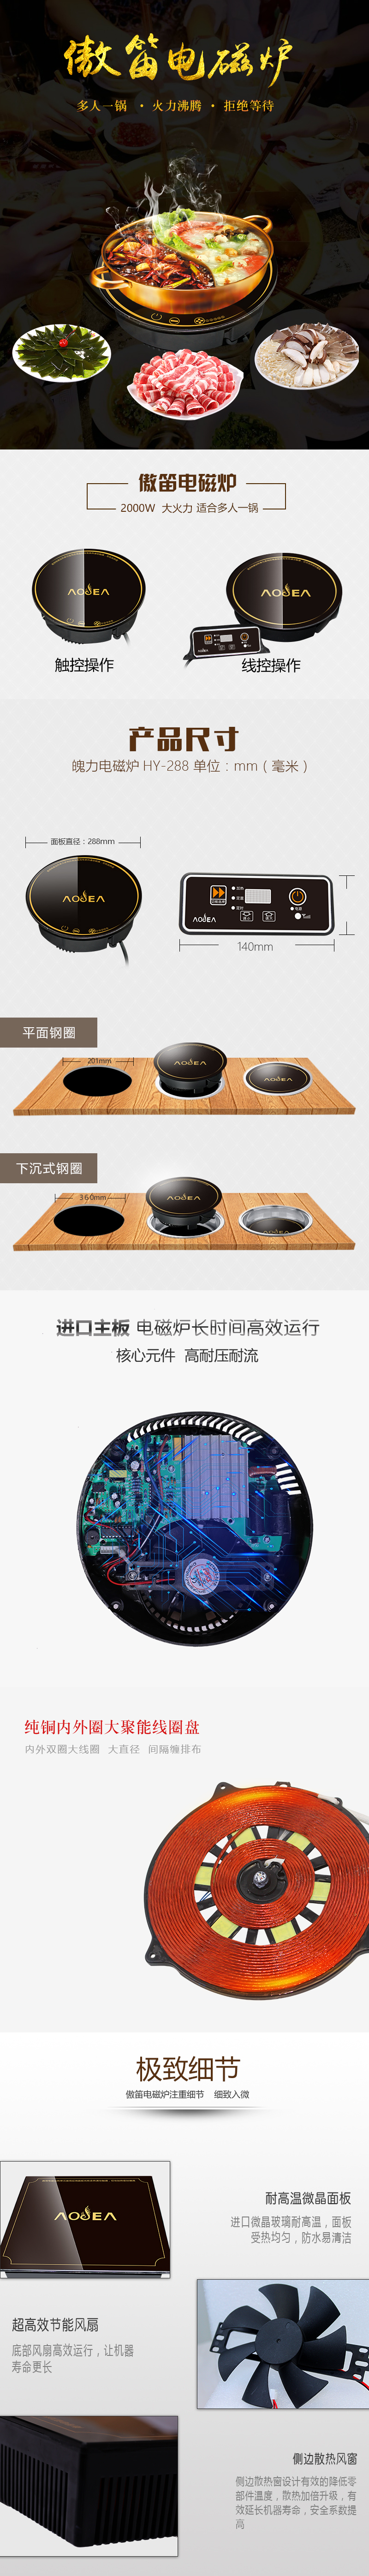 傲笛电磁炉
多人一锅 · 火力沸腾 · 拒绝等待
傲笛电磁炉
2000W 大火力 适合多人一锅
AODEA
AODEA
AODEA
触控操作
线控操作
产品尺寸
魄力电磁炉 HY-288 单位：mm（毫米）
面板直径：288mm
AODEA
AODEA
140mm
平面钢圈
201mm
AODEA
AODEA
下沉式钢圈
360mm
AODEA
进口主板 电磁炉长时间高效运行
核心元件 高耐压耐流
纯铜内外圈大聚能线圈盘
内外双圈大线圈 大直径 间隔缠排布
极致细节
傲笛电磁炉注重细节 细致入微
AODEA
耐高温微晶面板
进口微晶玻璃耐高温，面板
受热均匀，防水易清洁
超高效节能风扇
底部风扇高效运行，让机器
寿命更长
侧边散热风窗
侧边散热窗设计有效的降低零
部件温度，散热加倍升级，有
效延长机器寿命，安全系数提
高